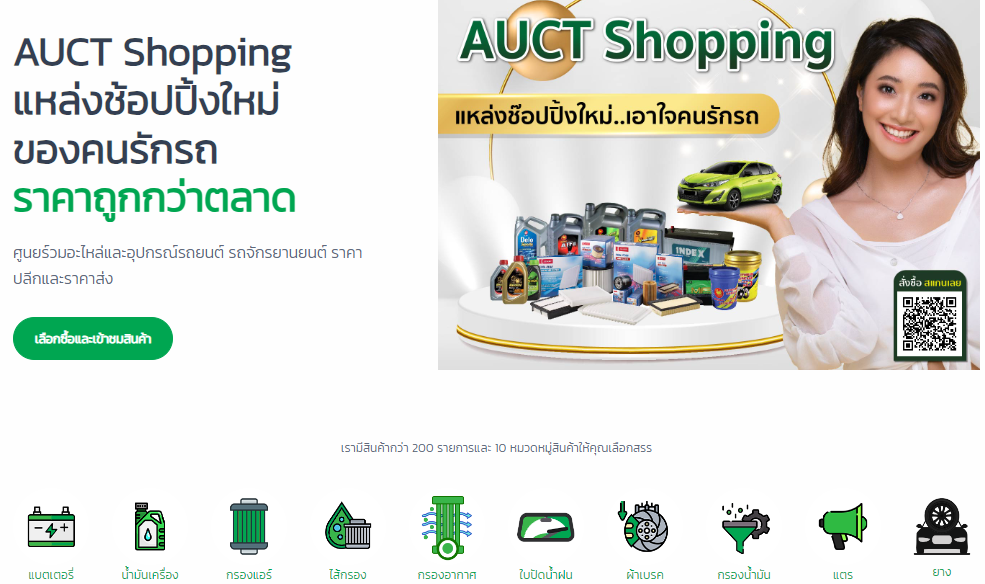 AUCT Shopping
แหล่งช้อปปิ้งใหม่
ของคนรักรถ
ราคาถูกกว่าตลาด
ศูนยร์วมอะไหล่และอุปกรณ์รถยนต์ รถจักรยานยนต์ ราคา
ปลีกและราคาส่ง
เลือกซื้อและเข้าชมสินค้า
AUCT Shopping
แหล่งช๊อปปิ้งใหม่..เอาใจคนรักรถ
Delo
INDEX
สั่งซื้อ สแกนเลย
เรามีสินค้ากว่า 200 รายการและ 10 หมวดหมู่สินค้าให้คุณเลือกสรร
แบตเตอรี่
น้ำมันเครื่อง
กรองแอร์
ไส้กรอง
กรองอากาศ
ใบปัดน้ำฝน
ผ้าเบรค
กรองน้ำมัน
แตร
ยาง